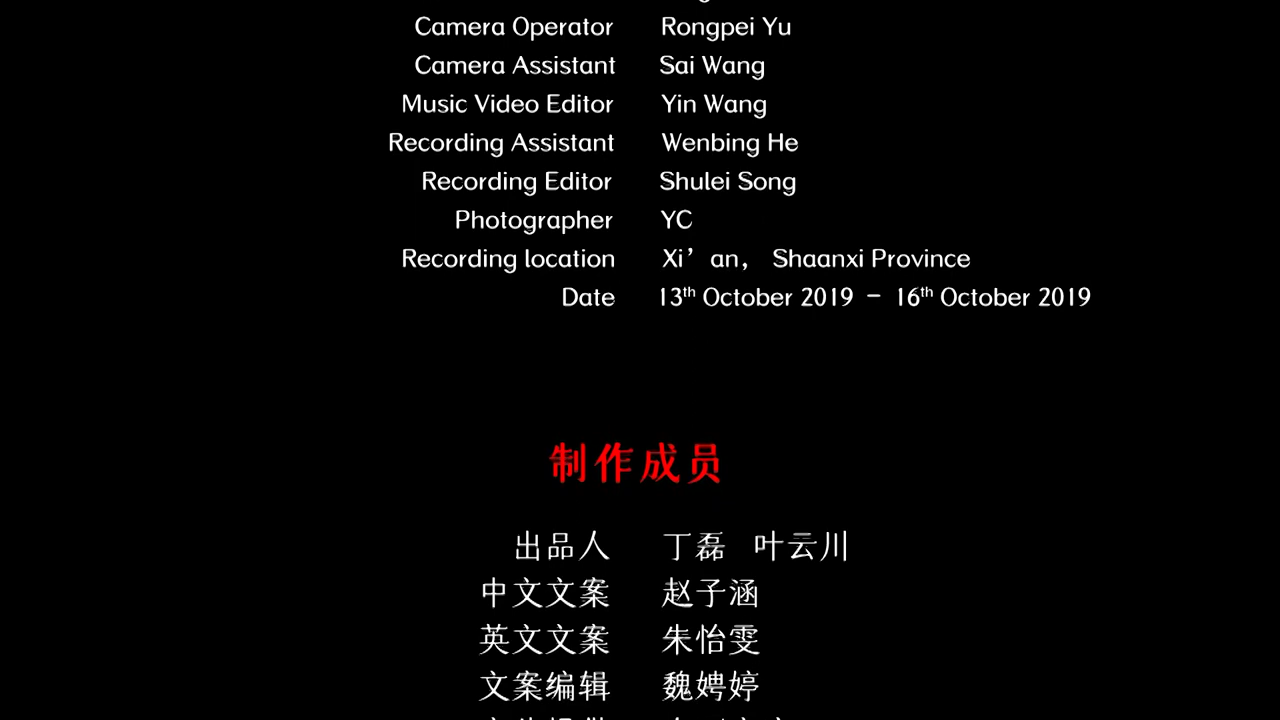 Camera Operator Rongpei Yu
Camera Assistant Sai Wang
Music Video Editor Yin Wang
Recording Assistant Wenbing He
Recording Editor Shulei Song
Photographer YC
Recording location Xi’an， Shaanxi Province
Date 13th October 2019 – 16th October 2019
制作成员
出品人 丁磊 叶云川
中文文案 赵子涵
英文文案 朱怡雯
文案编辑 魏娉婷